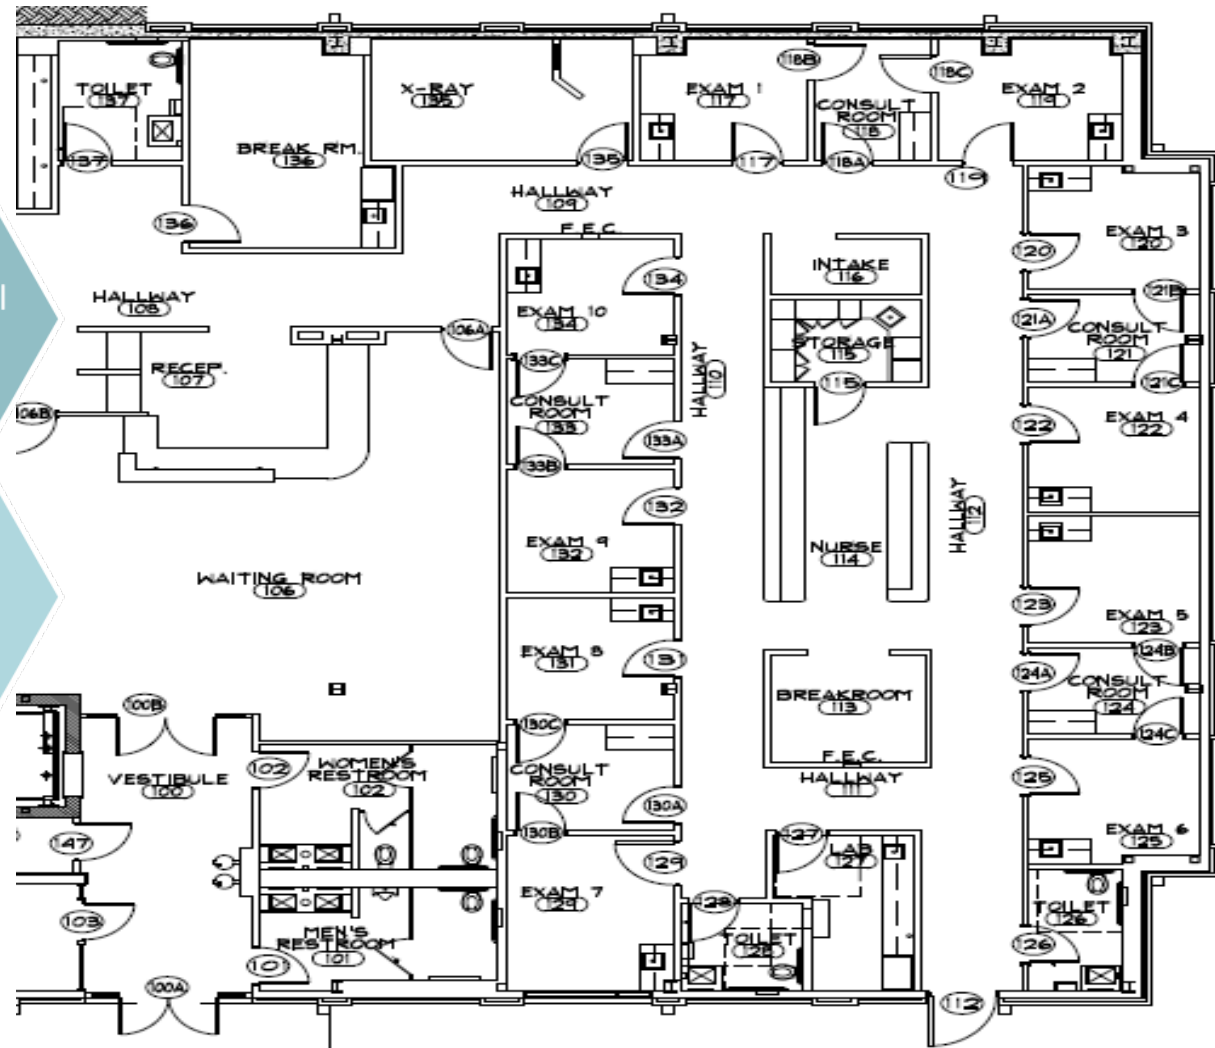 TOILET
137
137
BREAK RM.
136
136
X-RAY
135
135
EXAM 1
117
117
118B
CONSULT
ROOM
118
118A
118C
EXAM 2
119
119
HALLWAY
109
F.E.C.
EXAM 3
120
120
HALLWAY
108
INTAKE
116
STORAGE
115
115
121B
121A
CONSULT
ROOM
121
121C
EXAM 10
134
134
133C
CONSULT
ROOM
133
133A
133B
HALLWAY
110
106A
RECEP.
107
106B
EXAM 4
122
122
EXAM 9
132
132
NURSE
114
HALLWAY
112
WAITING ROOM
106
EXAM 5
123
123
124B
124A
CONSULT
ROOM
124
124C
EXAM 8
131
131
BREAKROOM
113
F.E.C.
HALLWAY
111
100B
VESTIBULE
100
102
WOMEN'S
RESTROOM
102
130C
CONSULT
ROOM
130
130A
130B
125
EXAM 6
125
147
127
LAB
127
129
EXAM 7
129
103
MEN'S
RESTROOM
101
101
128
TOILET
128
TOILET
126
126
100A
112